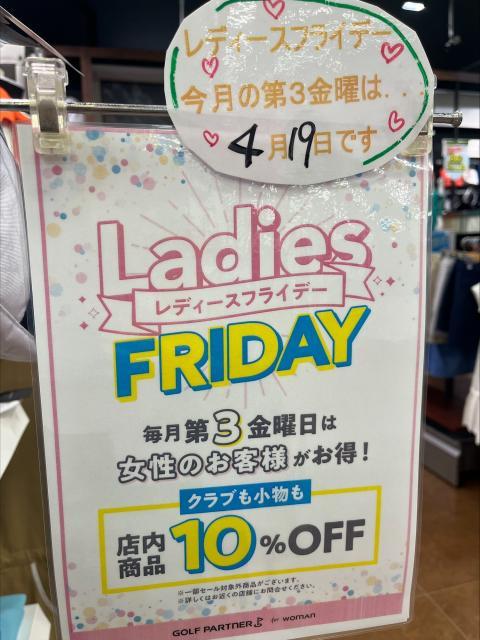 レディースフライデー
今月の第3金曜は..
4月19日です
Ladies
レディースフライデー
FRIDAY
毎月第3金曜日は
女性のお客様がお得!
クラブも小物も
店内商品10%OFF
※一部セール対象外商品がございます。
※詳しくはお近くの店舗にお問合せください。
GOLF PARTNER for woman